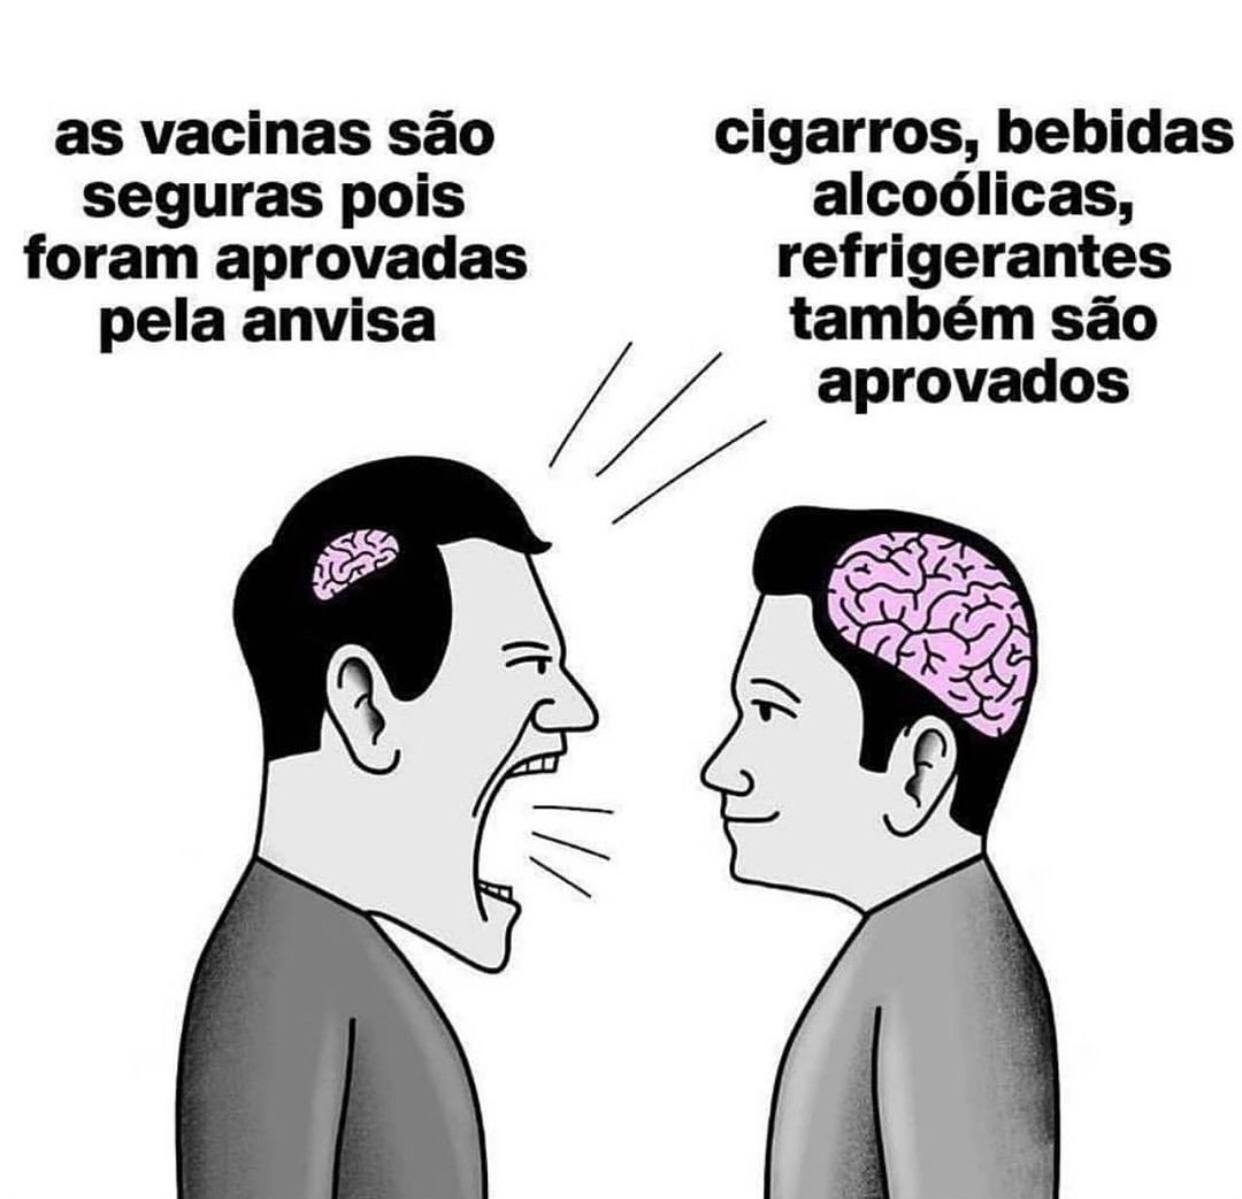 as vacinas são
seguras pois
foram aprovadas
pela anvisa
cigarros, bebidas
alcoólicas,
refrigerantes
também são
aprovados